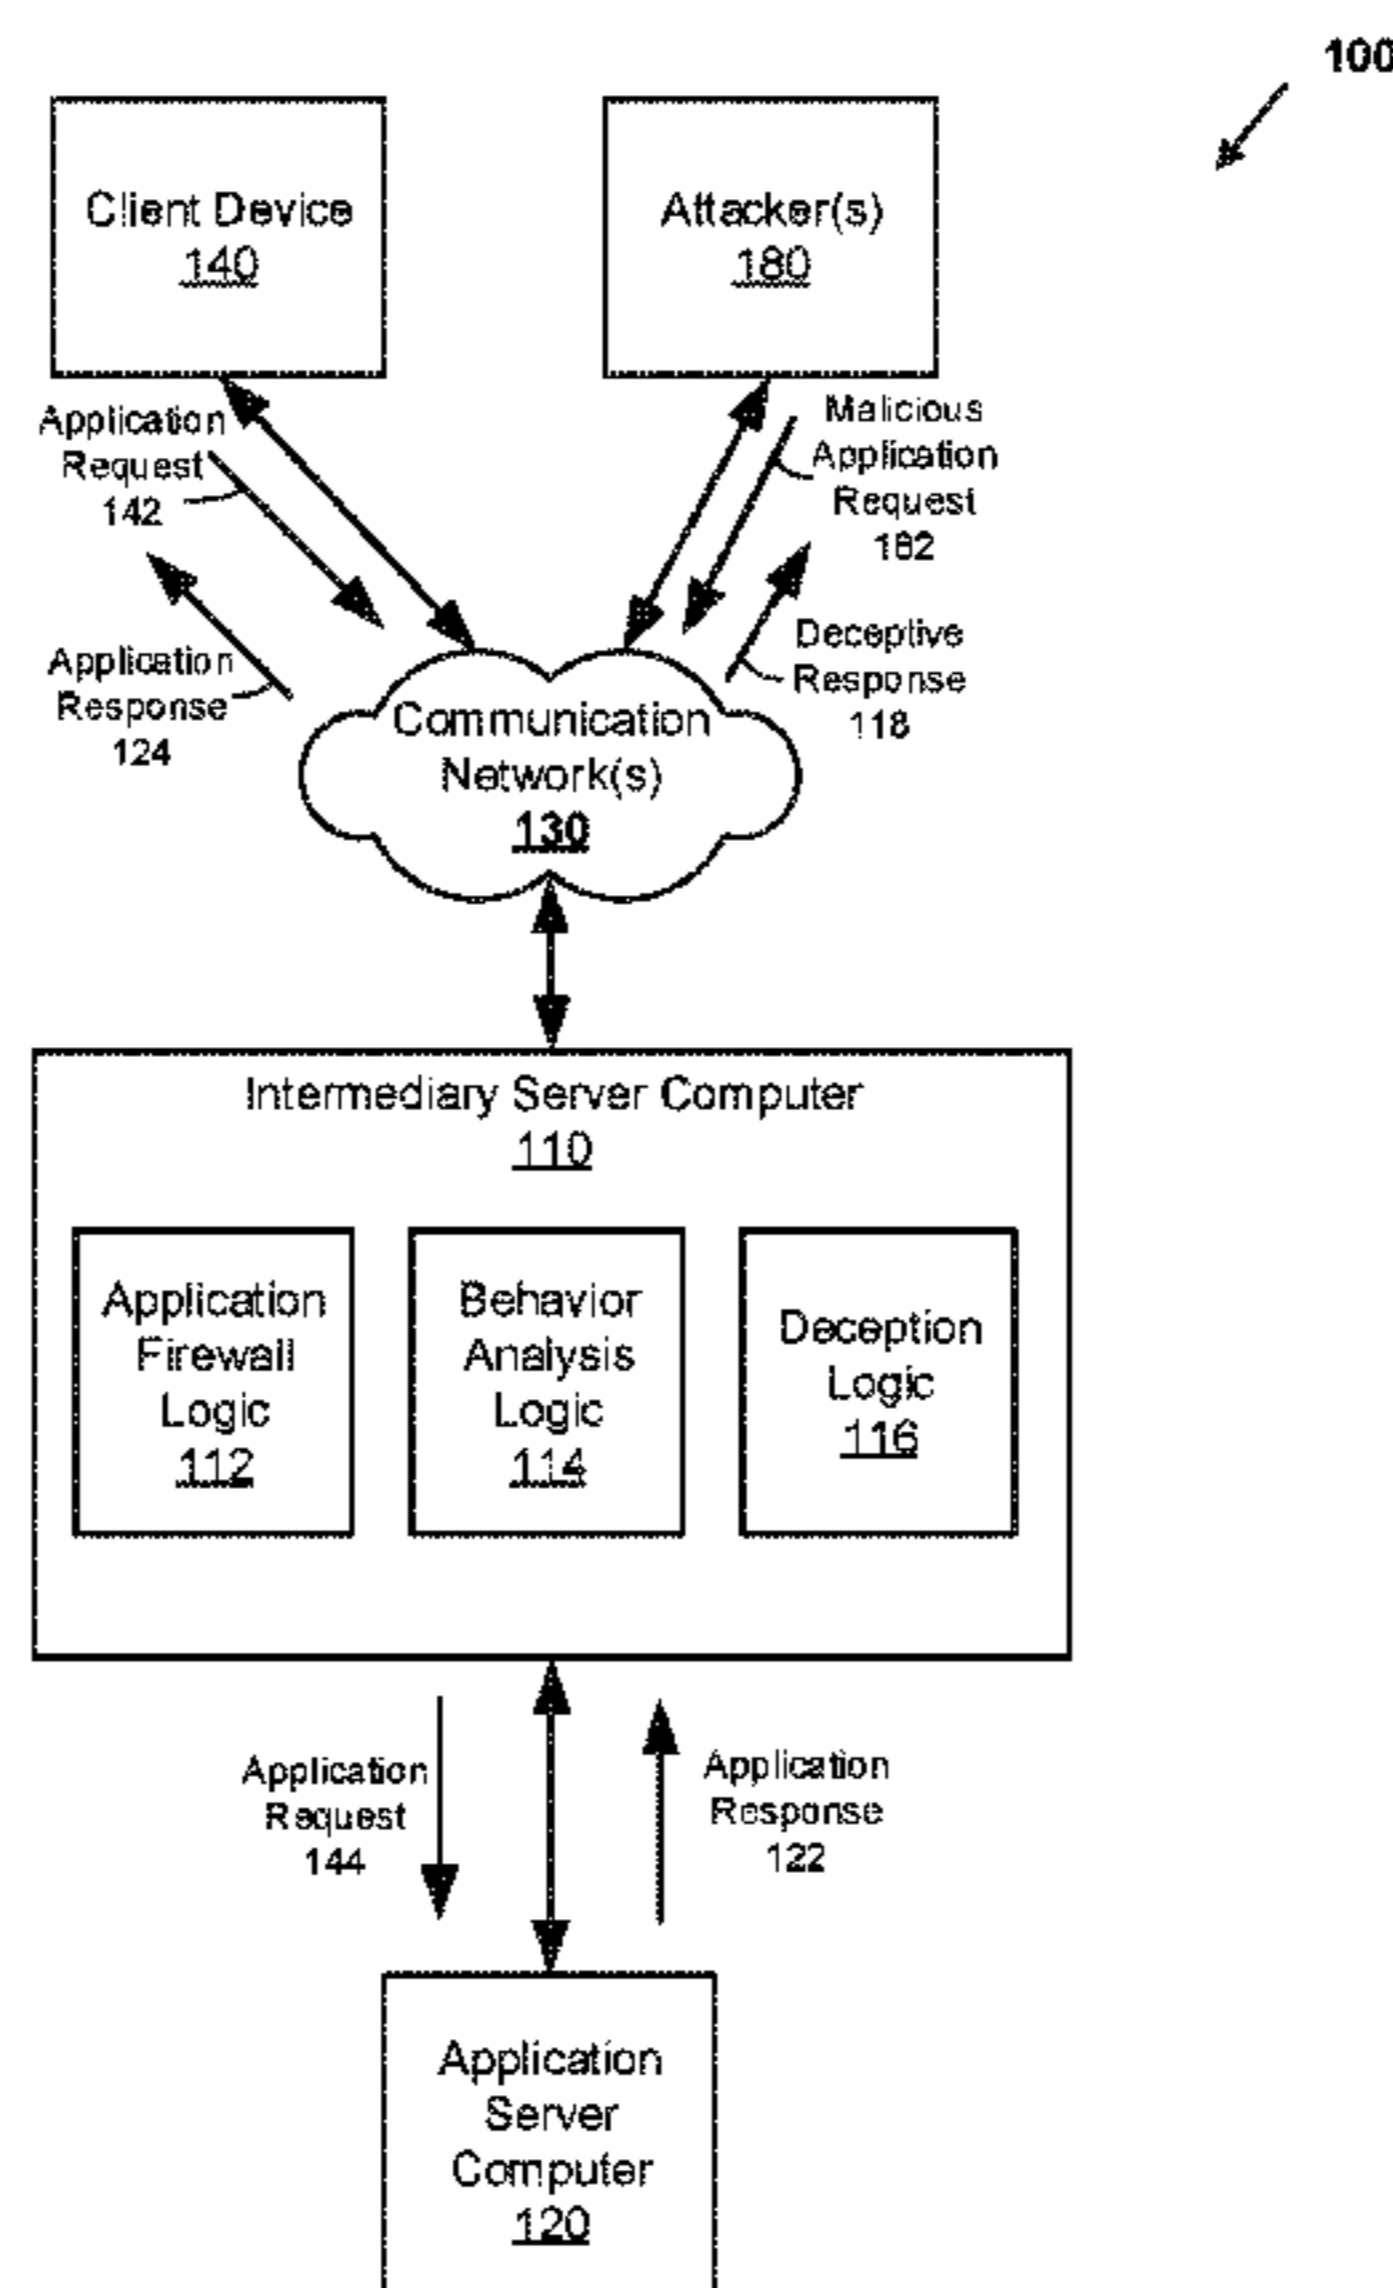 100
Client Device
140
Attacker(s)
180
Application
Request
142
Malicious
Application
Request
182
Application
Response
124
Deceptive
Response
118
Communication
Network(s)
130
Intermediary Server Computer
110
Application
Firewall
Logic
112
Behavior
Analysis
Logic
114
Deception
Logic
116
Application
Request
144
Application
Response
122
Application
Server
Computer
120